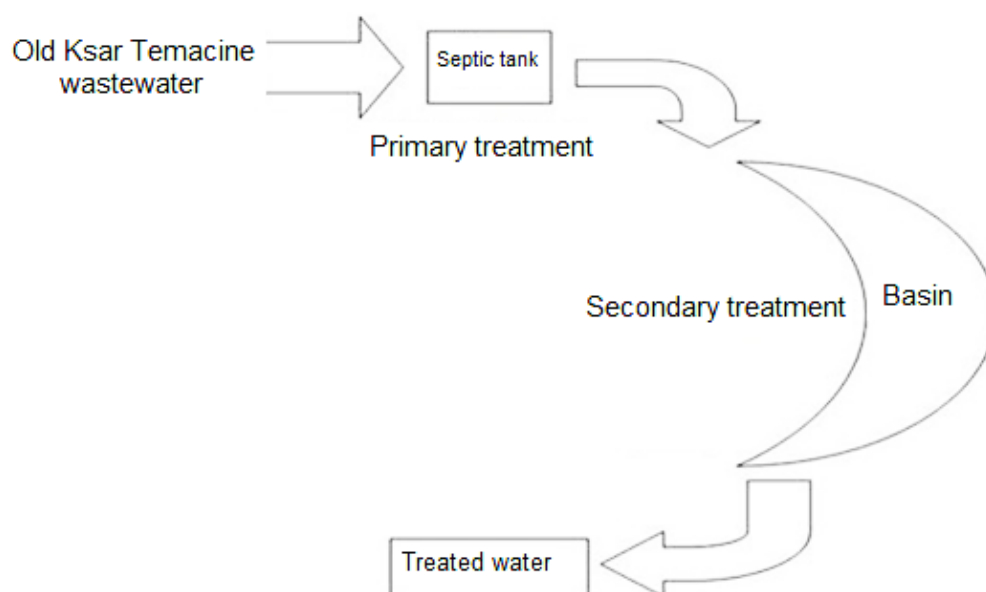 Old Ksar Temacine
wastewater
Septic tank
Primary treatment
Secondary treatment
Basin
Treated water